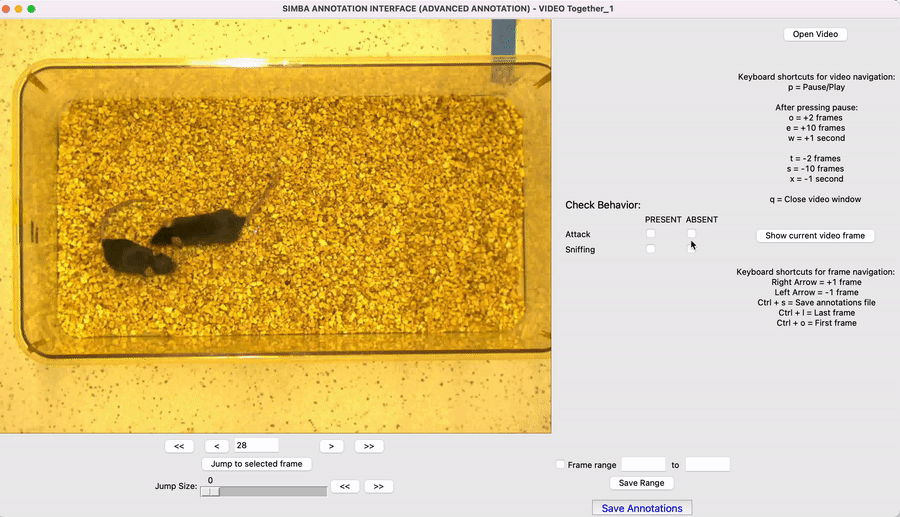 SIMBA ANNOTATION INTERFACE (ADVANCED ANNOTATION) - VIDEO Together_1
Open Video
Keyboard shortcuts for video navigation:
p = Pause/Play
After pressing pause:
o = +2 frames
e = +10 frames
w = +1 second
t = -2 frames
s = -10 frames
x = -1 second
q = Close video window
Check Behavior:
PRESENT ABSENT
Attack
Show current video frame
Sniffing
Keyboard shortcuts for frame navigation:
Right Arrow = +1 frame
Left Arrow = -1 frame
Ctrl + s = Save annotations file
Ctrl + l = Last frame
Ctrl + o = First frame
<< < 28 > >>
Jump to selected frame
Frame range to
Jump Size: 0 << >>
Save Range
Save Annotations